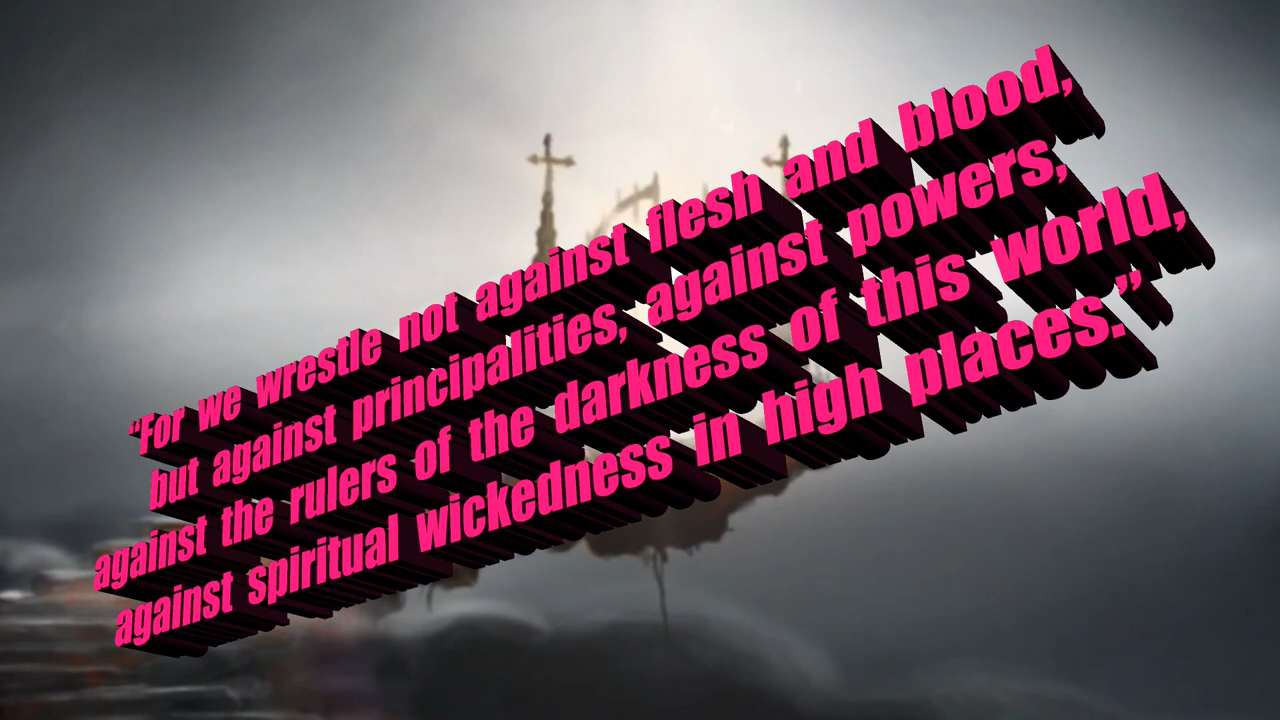 “For we wrestle not against flesh and blood,
but against principalities, against powers,
against the rulers of the darkness of this world,
against spiritual wickedness in high places.”